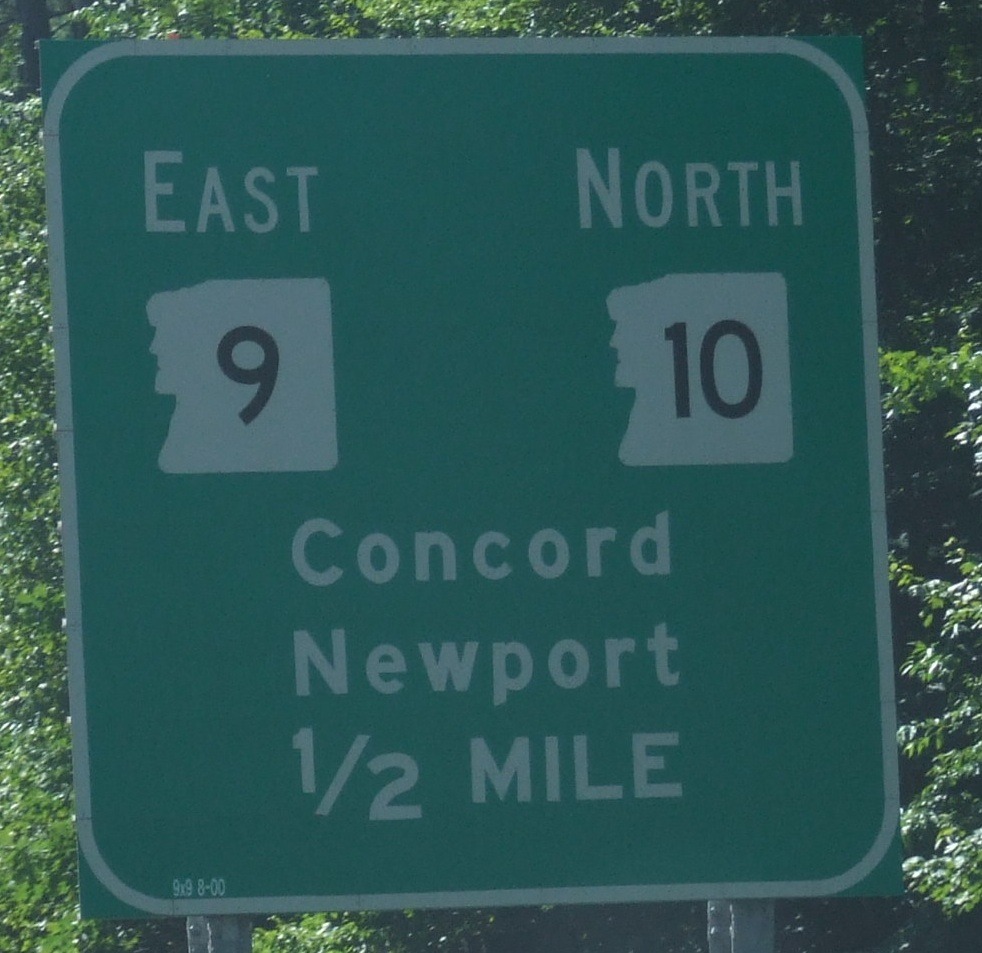 EAST NORTH
9 10
Concord
Newport
1/2 MILE
9x9 8-00